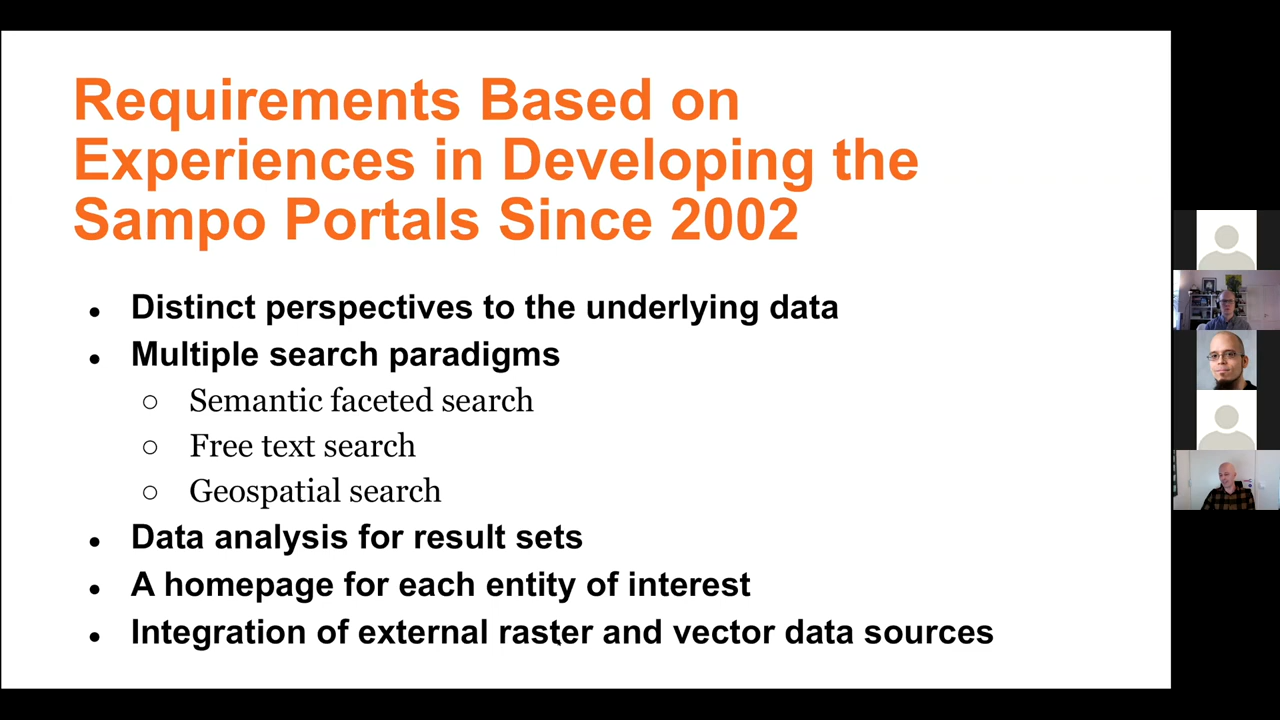 Requirements Based on
Experiences in Developing the
Sampo Portals Since 2002
● Distinct perspectives to the underlying data
● Multiple search paradigms
○ Semantic faceted search
○ Free text search
○ Geospatial search
● Data analysis for result sets
● A homepage for each entity of interest
● Integration of external raster and vector data sources